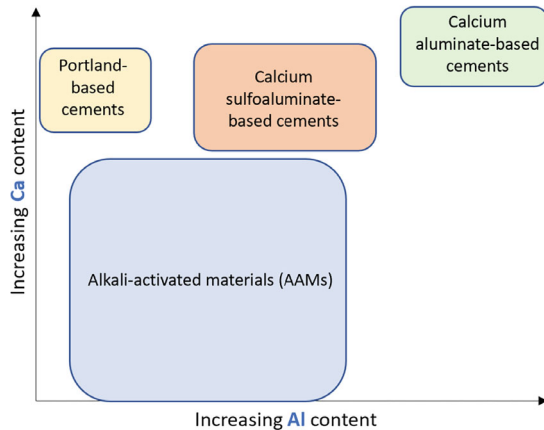 Calcium
aluminate-based
cements
Portland-
based
cements
Calcium
sulfoaluminate-
based cements
Alkali-activated materials (AAMs)
Increasing Ca content
Increasing Al content